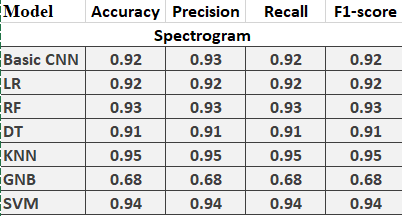 Model Accuracy Precision Recall F1-score
Spectrogram
Basic CNN 0.92 0.93 0.92 0.92
LR 0.92 0.92 0.92 0.92
RF 0.93 0.93 0.93 0.93
DT 0.91 0.91 0.91 0.91
KNN 0.95 0.95 0.95 0.95
GNB 0.68 0.68 0.68 0.68
SVM 0.94 0.94 0.94 0.94